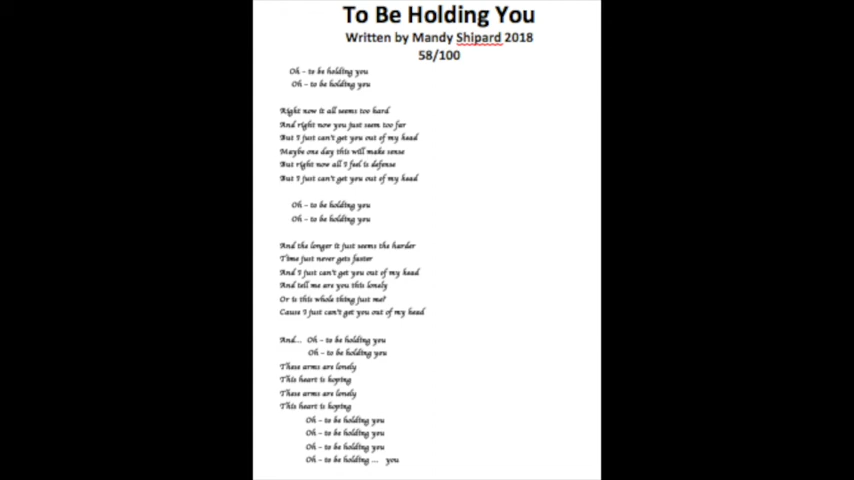 To Be Holding You
Written by Mandy Shipard 2018
58/100
Oh – to be holding you
Oh – to be holding you
Right now it all seems too hard
And right now you just seem too far
But I just can't get you out of my head
Maybe one day this will make sense
But right now all I feel is defense
But I just can't get you out of my head
Oh – to be holding you
Oh – to be holding you
And the longer it just seems the harder
Time just never gets faster
And I just can't get you out of my head
And tell me are you this lonely
Or is this whole thing just me?
Cause I just can't get you out of my head
And... Oh – to be holding you
Oh – to be holding you
These arms are lonely
This heart is hoping
These arms are lonely
This heart is hoping
Oh – to be holding you
Oh – to be holding you
Oh – to be holding you
Oh – to be holding ... you